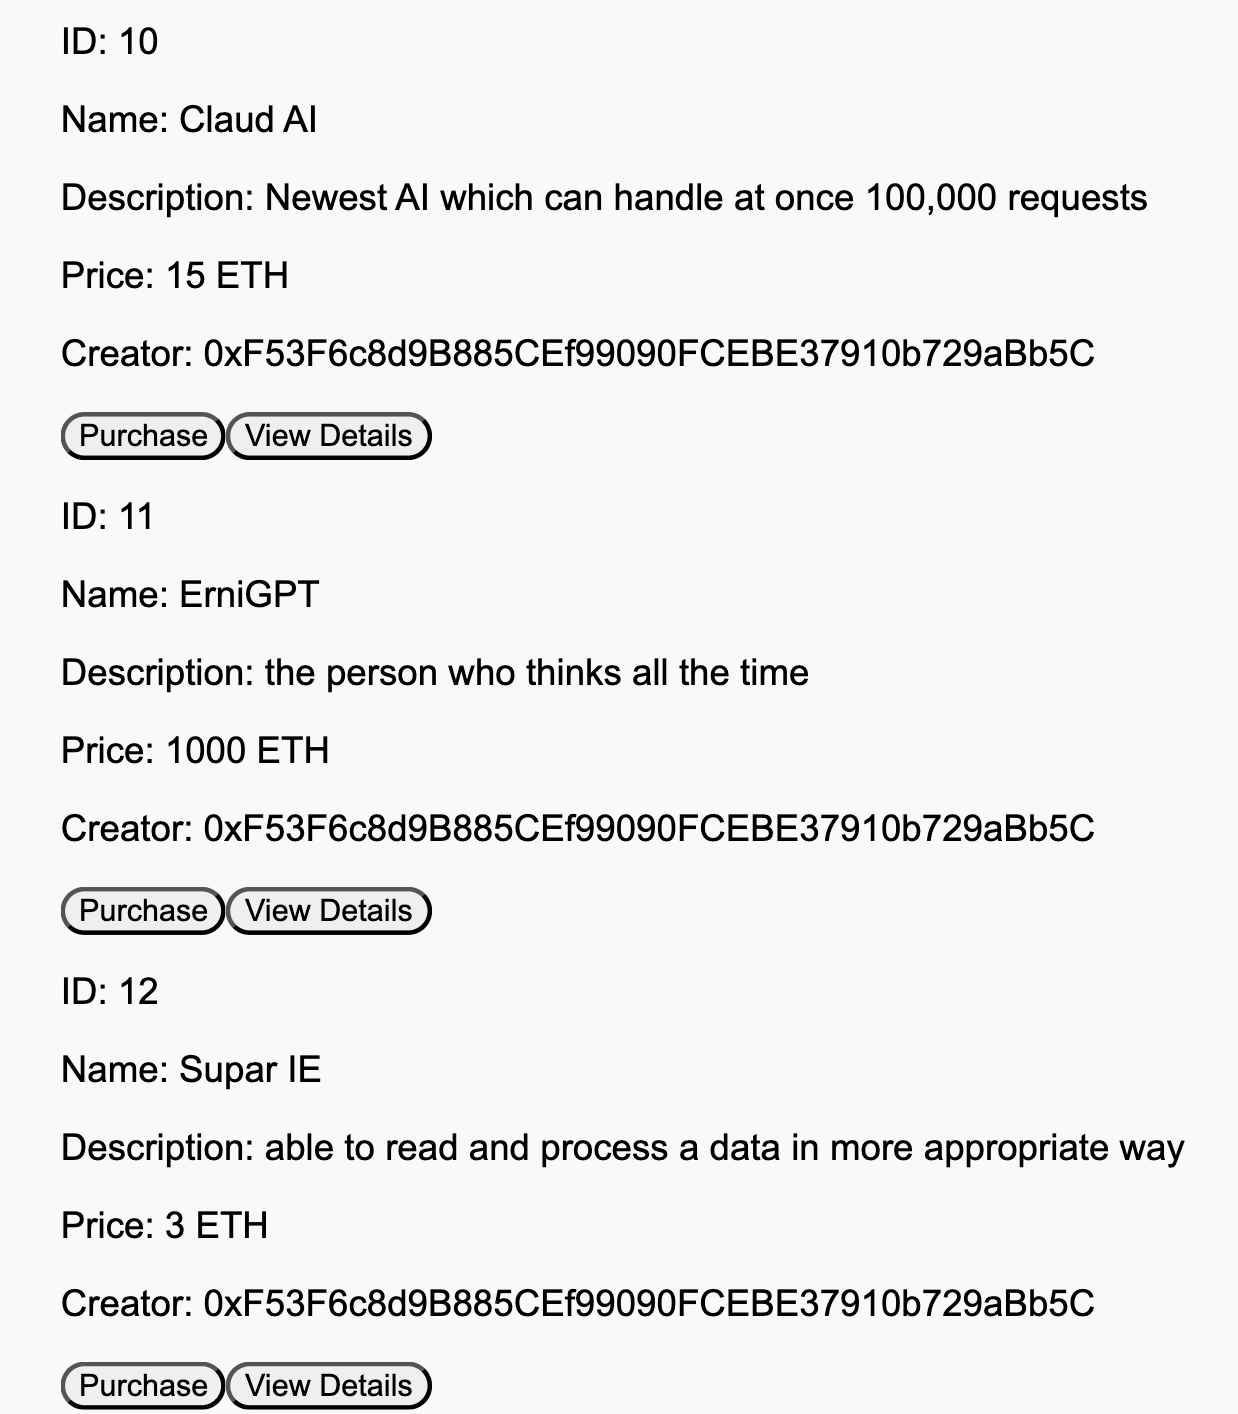 ID: 10
Name: Claud AI
Description: Newest AI which can handle at once 100,000 requests
Price: 15 ETH
Creator: 0xF53F6c8d9B885CEf99090FCEBE37910b729aBb5C
Purchase View Details
ID: 11
Name: ErniGPT
Description: the person who thinks all the time
Price: 1000 ETH
Creator: 0xF53F6c8d9B885CEf99090FCEBE37910b729aBb5C
Purchase View Details
ID: 12
Name: Supar IE
Description: able to read and process a data in more appropriate way
Price: 3 ETH
Creator: 0xF53F6c8d9B885CEf99090FCEBE37910b729aBb5C
Purchase View Details